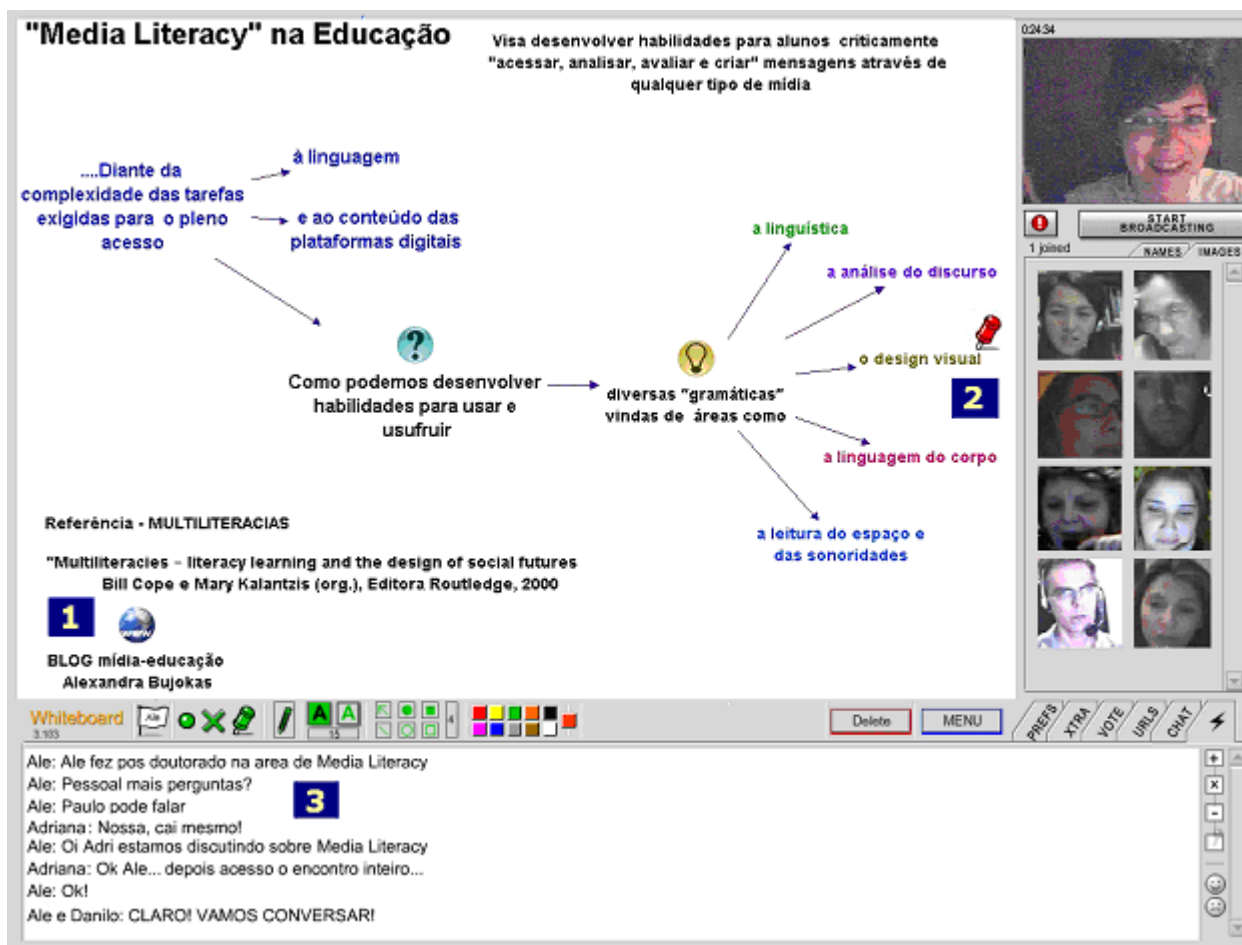 "Media Literacy" na Educação
Visa desenvolver habilidades para alunos criticamente
"acessar, analisar, avaliar e criar" mensagens através de
qualquer tipo de mídia
....Diante da
complexidade das tarefas
exigidas para o pleno
acesso
à linguagem
e ao conteúdo das
plataformas digitais
?
Como podemos desenvolver
habilidades para usar e
usufruir
diversas "gramáticas"
vindas de áreas como
a linguística
a análise do discurso
o design visual
2
a linguagem do corpo
a leitura do espaço e
das sonoridades
Referência - MULTILITERACIAS
"Multiliteracies – literacy learning and the design of social futures
Bill Cope e Mary Kalantzis (org.), Editora Routledge, 2000
1
www
BLOG mídia-educação
Alexandra Bujokas
0:24:34
START
BROADCASTING
1 joined
NAMES
IMAGES
Whiteboard
3.103
A
A
15
4
Delete
MENU
PREFS
XTRA
VOTE
URLS
CHAT
Ale: Ale fez pos doutorado na area de Media Literacy
Ale: Pessoal mais perguntas?
Ale: Paulo pode falar
3
Adriana: Nossa, cai mesmo!
Ale: Oi Adri estamos discutindo sobre Media Literacy
Adriana: Ok Ale... depois acesso o encontro inteiro...
Ale: Ok!
Ale e Danilo: CLARO! VAMOS CONVERSAR!
+
x
-